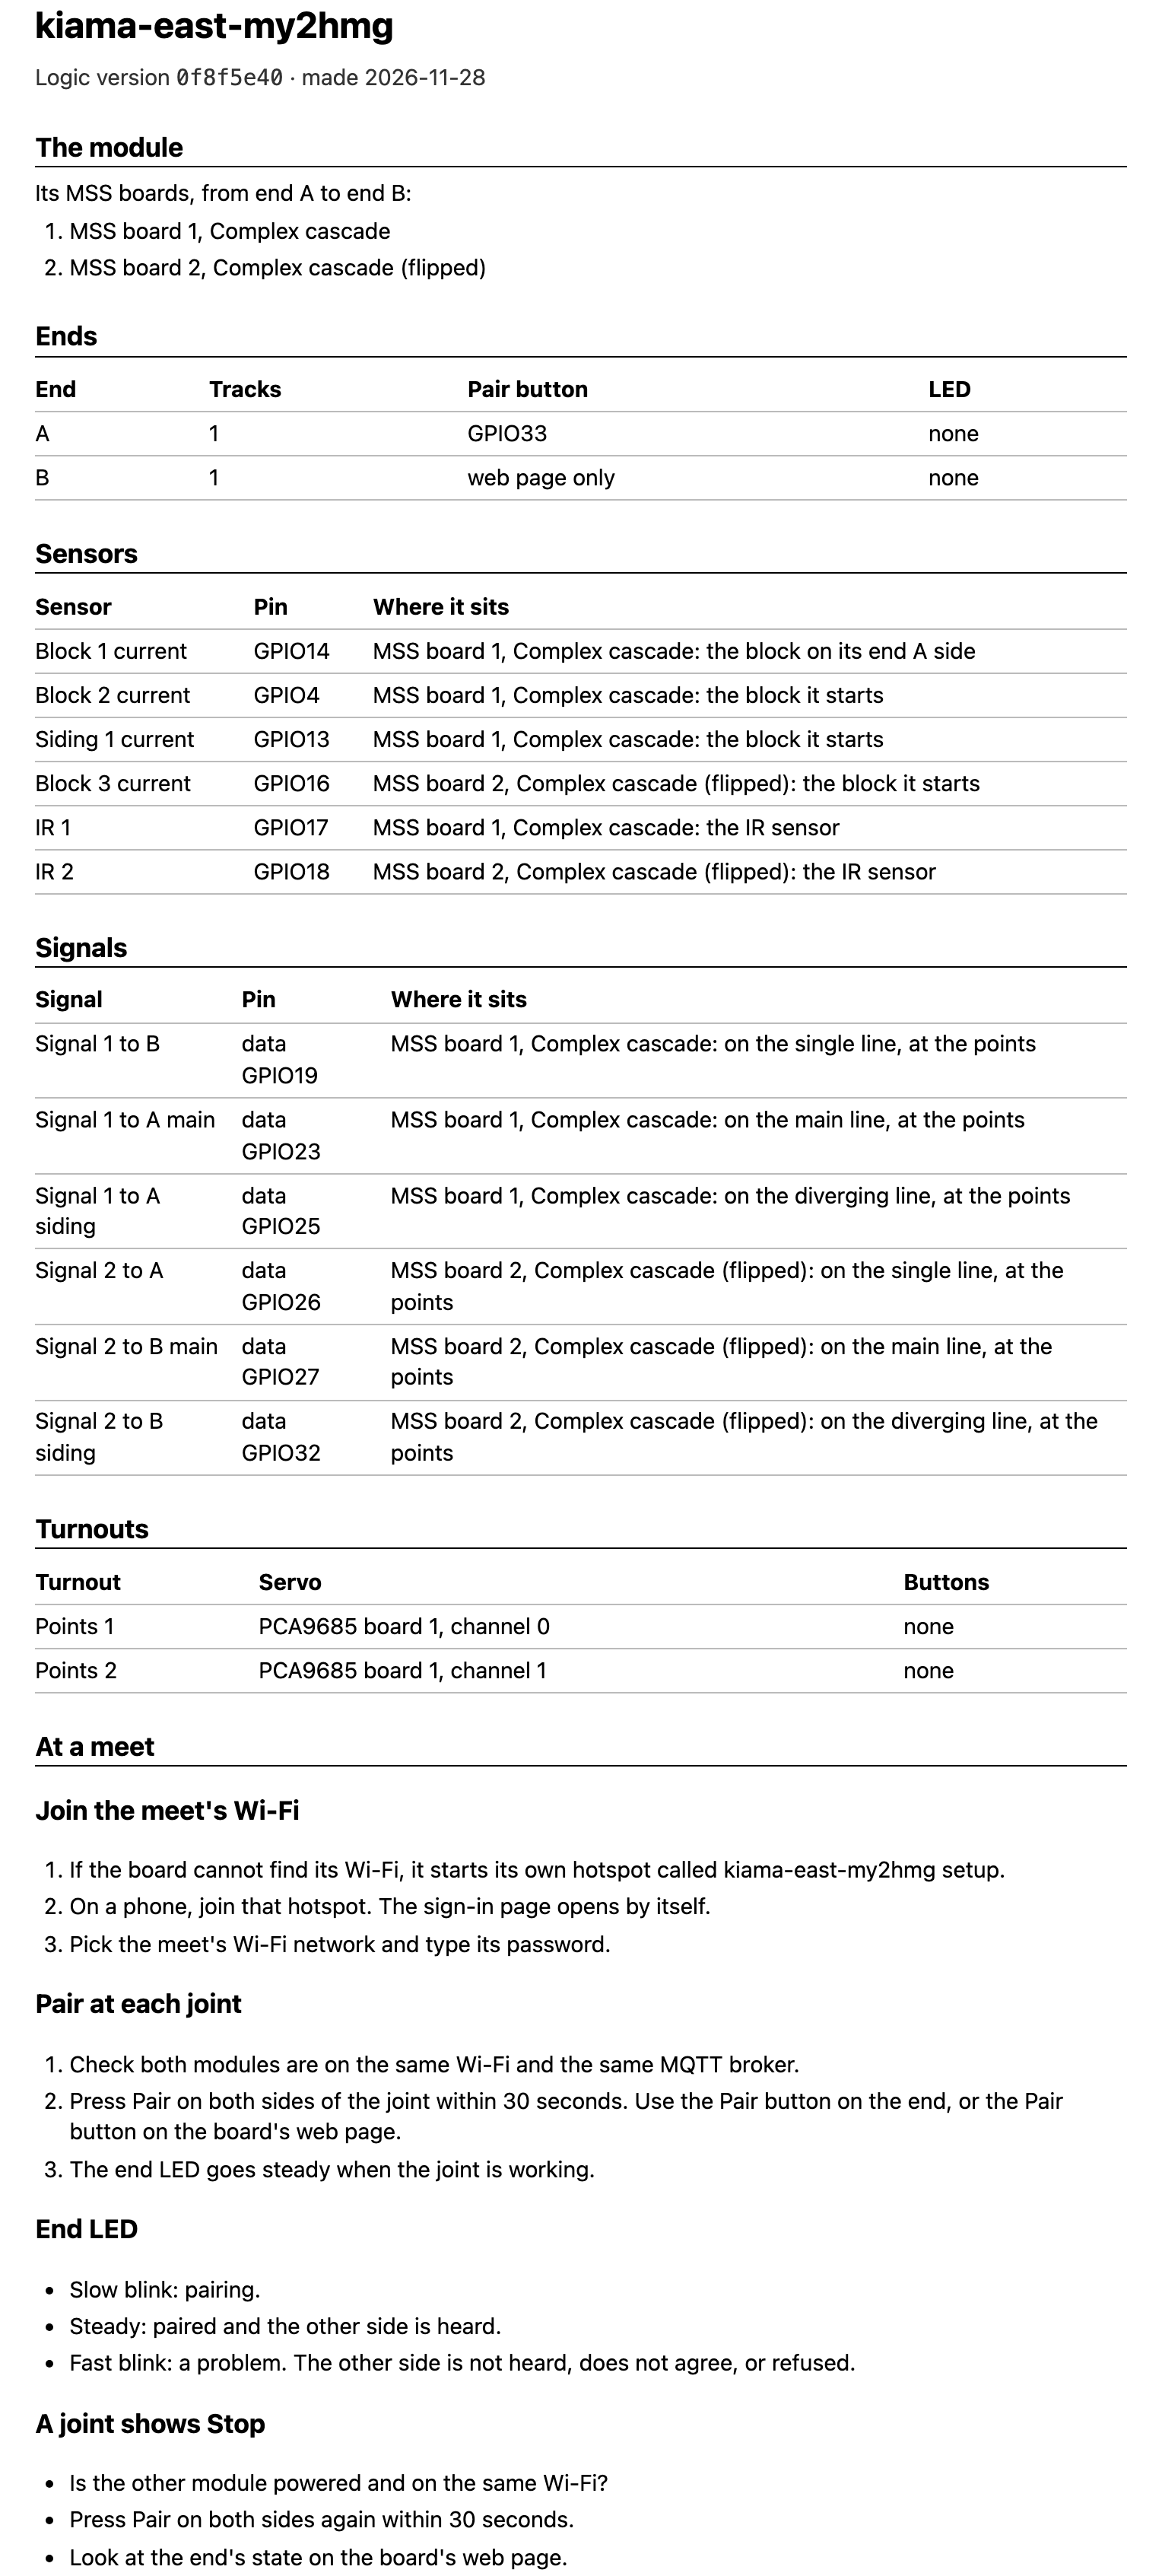 kiama-east-my2hmg
Logic version 0f8f5e40 · made 2026-11-28
The module
Its MSS boards, from end A to end B:
1. MSS board 1, Complex cascade
2. MSS board 2, Complex cascade (flipped)
Ends
End Tracks Pair button LED
A 1 GPIO33 none
B 1 web page only none
Sensors
Sensor Pin Where it sits
Block 1 current GPIO14 MSS board 1, Complex cascade: the block on its end A side
Block 2 current GPIO4 MSS board 1, Complex cascade: the block it starts
Siding 1 current GPIO13 MSS board 1, Complex cascade: the block it starts
Block 3 current GPIO16 MSS board 2, Complex cascade (flipped): the block it starts
IR 1 GPIO17 MSS board 1, Complex cascade: the IR sensor
IR 2 GPIO18 MSS board 2, Complex cascade (flipped): the IR sensor
Signals
Signal Pin Where it sits
Signal 1 to B data MSS board 1, Complex cascade: on the single line, at the points
GPIO19
Signal 1 to A main data MSS board 1, Complex cascade: on the main line, at the points
GPIO23
Signal 1 to A data MSS board 1, Complex cascade: on the diverging line, at the points
siding GPIO25
Signal 2 to A data MSS board 2, Complex cascade (flipped): on the single line, at the
GPIO26 points
Signal 2 to B main data MSS board 2, Complex cascade (flipped): on the main line, at the
GPIO27 points
Signal 2 to B data MSS board 2, Complex cascade (flipped): on the diverging line, at the
siding GPIO32 points
Turnouts
Turnout Servo Buttons
Points 1 PCA9685 board 1, channel 0 none
Points 2 PCA9685 board 1, channel 1 none
At a meet
Join the meet's Wi-Fi
1. If the board cannot find its Wi-Fi, it starts its own hotspot called kiama-east-my2hmg setup.
2. On a phone, join that hotspot. The sign-in page opens by itself.
3. Pick the meet's Wi-Fi network and type its password.
Pair at each joint
1. Check both modules are on the same Wi-Fi and the same MQTT broker.
2. Press Pair on both sides of the joint within 30 seconds. Use the Pair button on the end, or the Pair
button on the board's web page.
3. The end LED goes steady when the joint is working.
End LED
• Slow blink: pairing.
• Steady: paired and the other side is heard.
• Fast blink: a problem. The other side is not heard, does not agree, or refused.
A joint shows Stop
• Is the other module powered and on the same Wi-Fi?
• Press Pair on both sides again within 30 seconds.
• Look at the end's state on the board's web page.